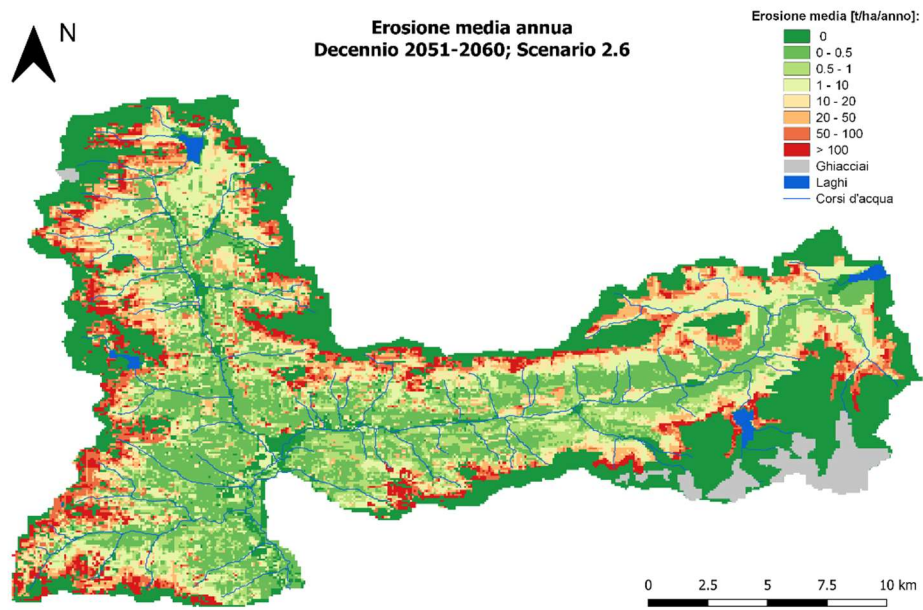 N
Erosione media annua
Decennio 2051-2060; Scenario 2.6
Erosione media [t/ha/anno]:
0
0 - 0.5
0.5 - 1
1 - 10
10 - 20
20 - 50
50 - 100
> 100
Ghiacciai
Laghi
Corsi d'acqua
0 2.5 5 7.5 10 km